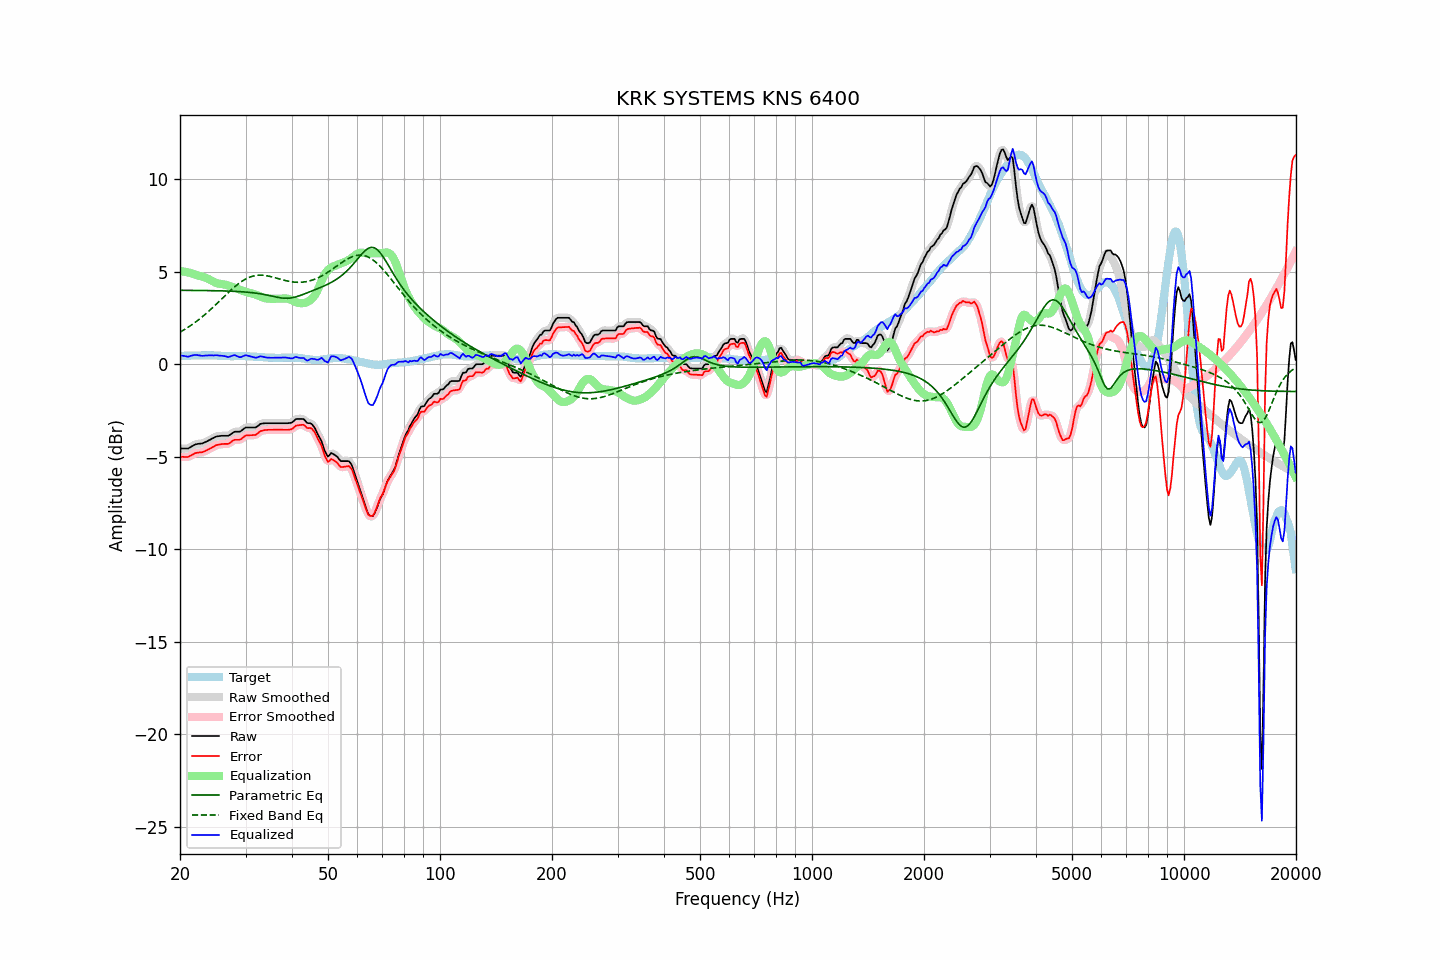 KRK SYSTEMS KNS 6400
Amplitude (dBr)
10
5
0
−5
−10
−15
−20
−25
Target
Raw Smoothed
Error Smoothed
Raw
Error
Equalization
Parametric Eq
Fixed Band Eq
Equalized
20
50
100
200
500
1000
2000
5000
10000
20000
Frequency (Hz)